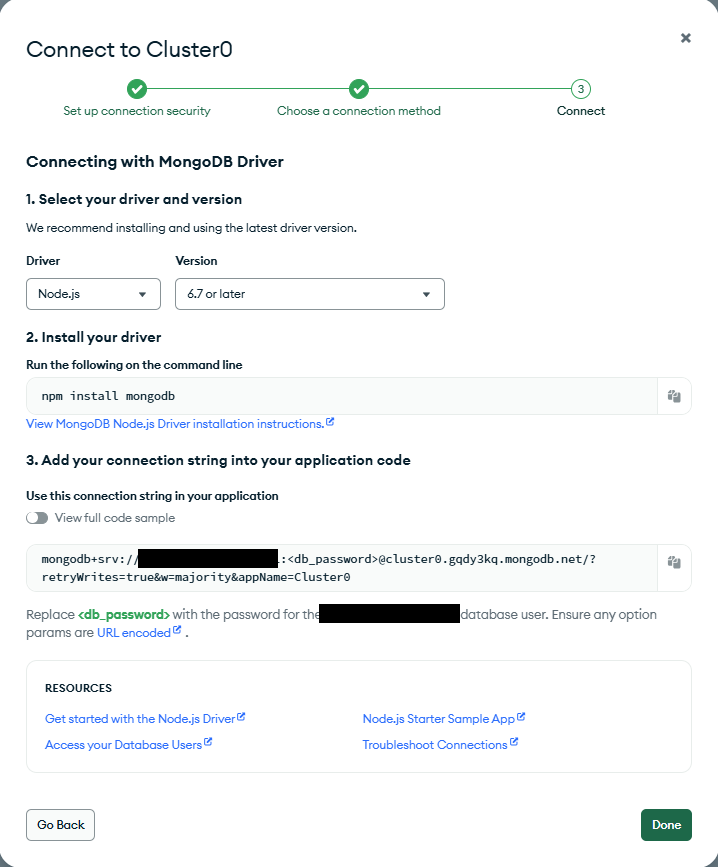 Connect to Cluster0
3
Set up connection security
Choose a connection method
Connect
Connecting with MongoDB Driver
1. Select your driver and version
We recommend installing and using the latest driver version.
Driver
Version
Node.js
6.7 or later
2. Install your driver
Run the following on the command line
npm install mongodb
View MongoDB Node.js Driver installation instructions.
3. Add your connection string into your application code
Use this connection string in your application
View full code sample
mongodb+srv:// :<db_password>@cluster0.gqdy3kq.mongodb.net/?
retryWrites=true&w=majority&appName=Cluster0
Replace <db_password> with the password for the database user. Ensure any option
params are URL encoded .
RESOURCES
Get started with the Node.js Driver
Node.js Starter Sample App
Access your Database Users
Troubleshoot Connections
Go Back
Done